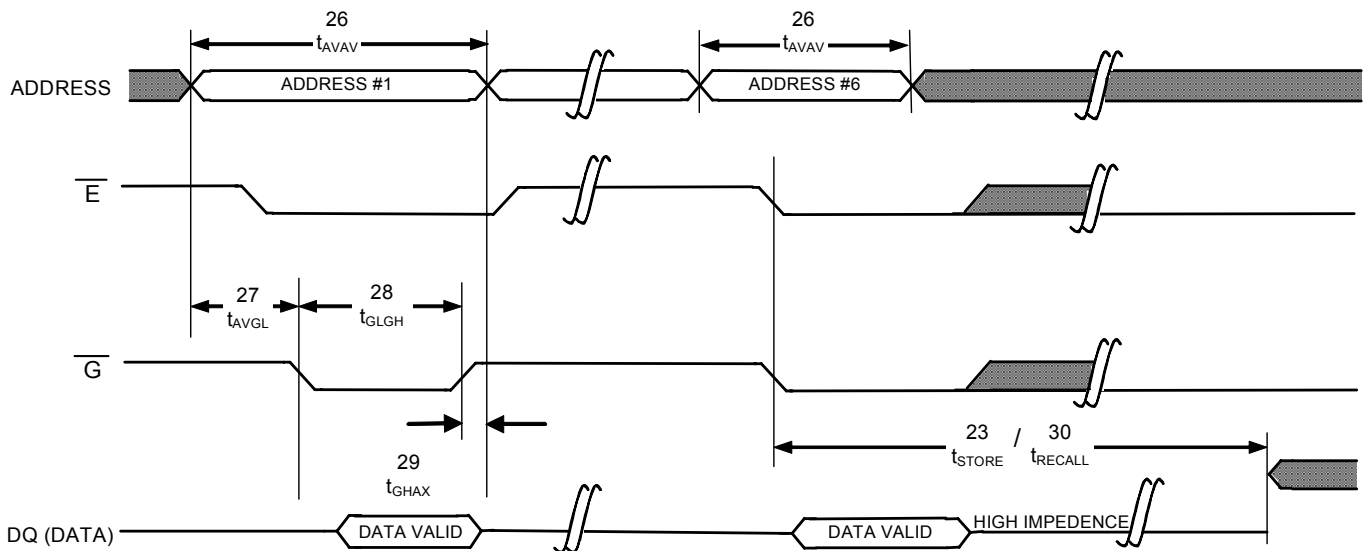 26 26
tAVAV tAVAV
ADDRESS ADDRESS #1 ADDRESS #6
E
27 28
tAVGL tGLGH
G
23 / 30
tSTORE tRECALL
29
tGHAX
DQ (DATA) DATA VALID DATA VALID HIGH IMPEDENCE